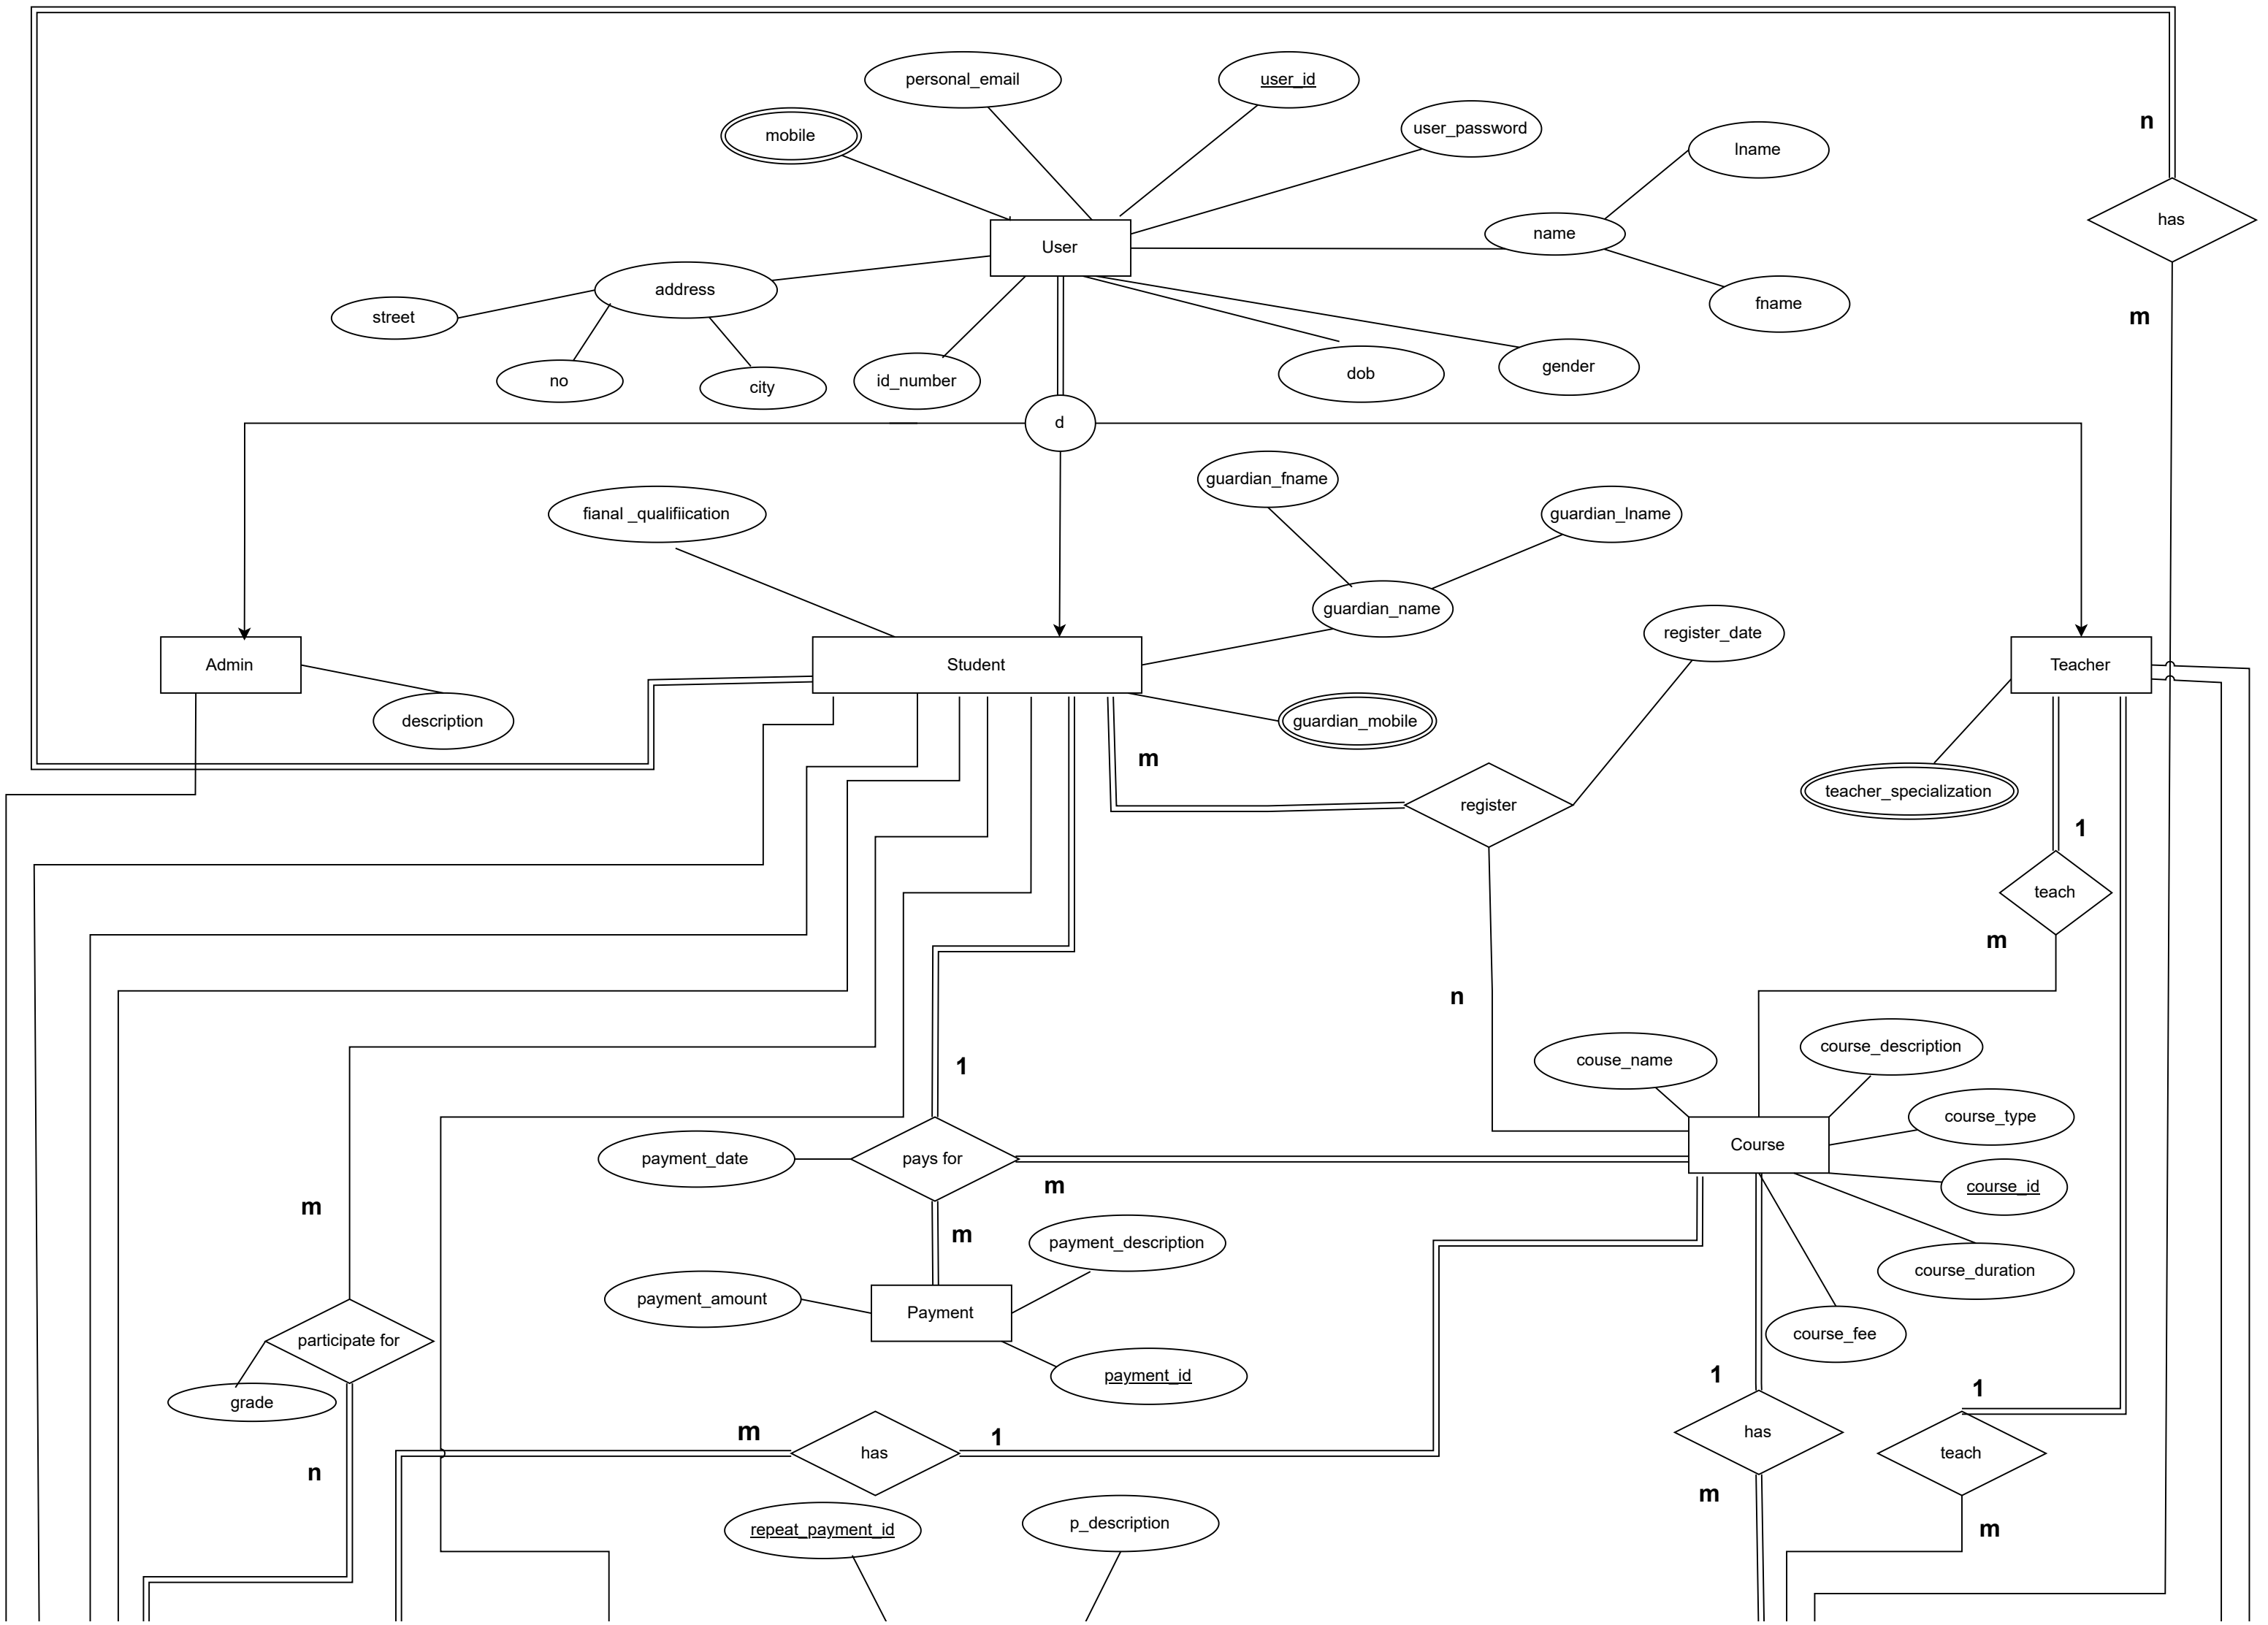 personal_email
user_id
n
user_password
mobile
lname
has
name
User
address
fname
m
street
gender
dob
no
id_number
city
d
guardian_fname
fianal _qualifiication
guardian_lname
guardian_name
register_date
Admin
Student
Teacher
description
guardian_mobile
m
teacher_specialization
register
1
teach
m
n
course_description
couse_name
1
course_type
Course
payment_date
pays for
m
course_id
m
m
payment_description
course_duration
payment_amount
Payment
course_fee
participate for
payment_id
1
1
grade
m
1
has
has
teach
n
m
p_description
repeat_payment_id
m